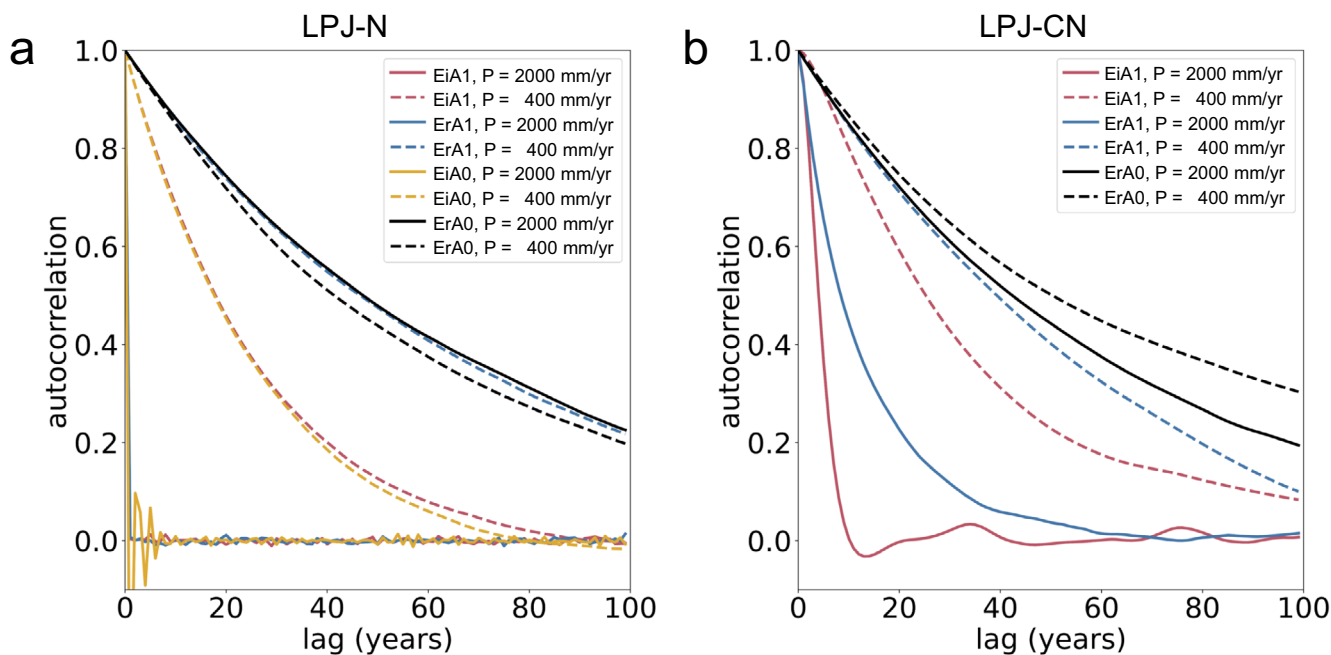 a
LPJ-N
1.0
0.8
0.6
0.4
0.2
0.0
autocorrelation
EiA1, P = 2000 mm/yr
EiA1, P = 400 mm/yr
ErA1, P = 2000 mm/yr
ErA1, P = 400 mm/yr
EiA0, P = 2000 mm/yr
EiA0, P = 400 mm/yr
ErA0, P = 2000 mm/yr
ErA0, P = 400 mm/yr
0 20 40 60 80 100
lag (years)
b
LPJ-CN
1.0
0.8
0.6
0.4
0.2
0.0
autocorrelation
EiA1, P = 2000 mm/yr
EiA1, P = 400 mm/yr
ErA1, P = 2000 mm/yr
ErA1, P = 400 mm/yr
ErA0, P = 2000 mm/yr
ErA0, P = 400 mm/yr
0 20 40 60 80 100
lag (years)